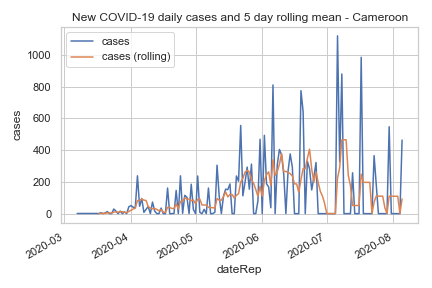 New COVID-19 daily cases and 5 day rolling mean - Cameroon
cases
cases (rolling)
1000
800
600
400
200
0
cases
2020-03
2020-04
2020-05
2020-06
2020-07
2020-08
dateRep